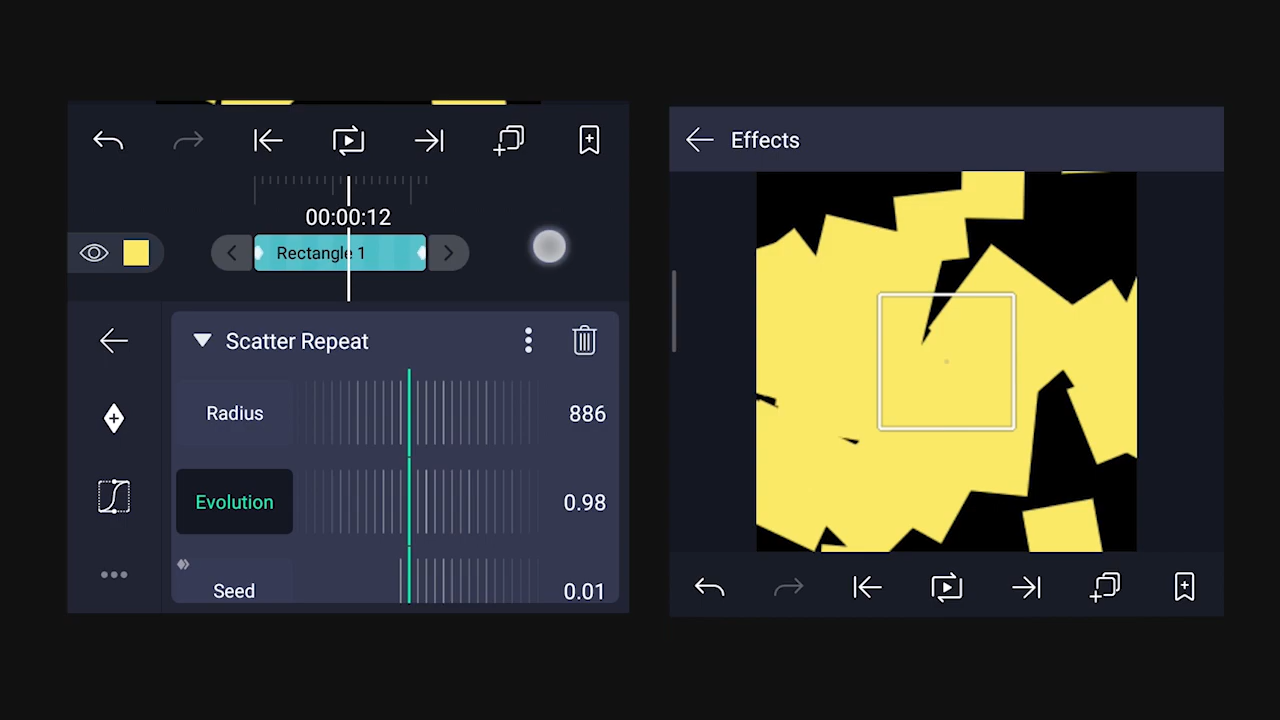 00:00:12
Rectangle 1
Scatter Repeat
Radius 886
Evolution 0.98
Seed 0.01
Effects